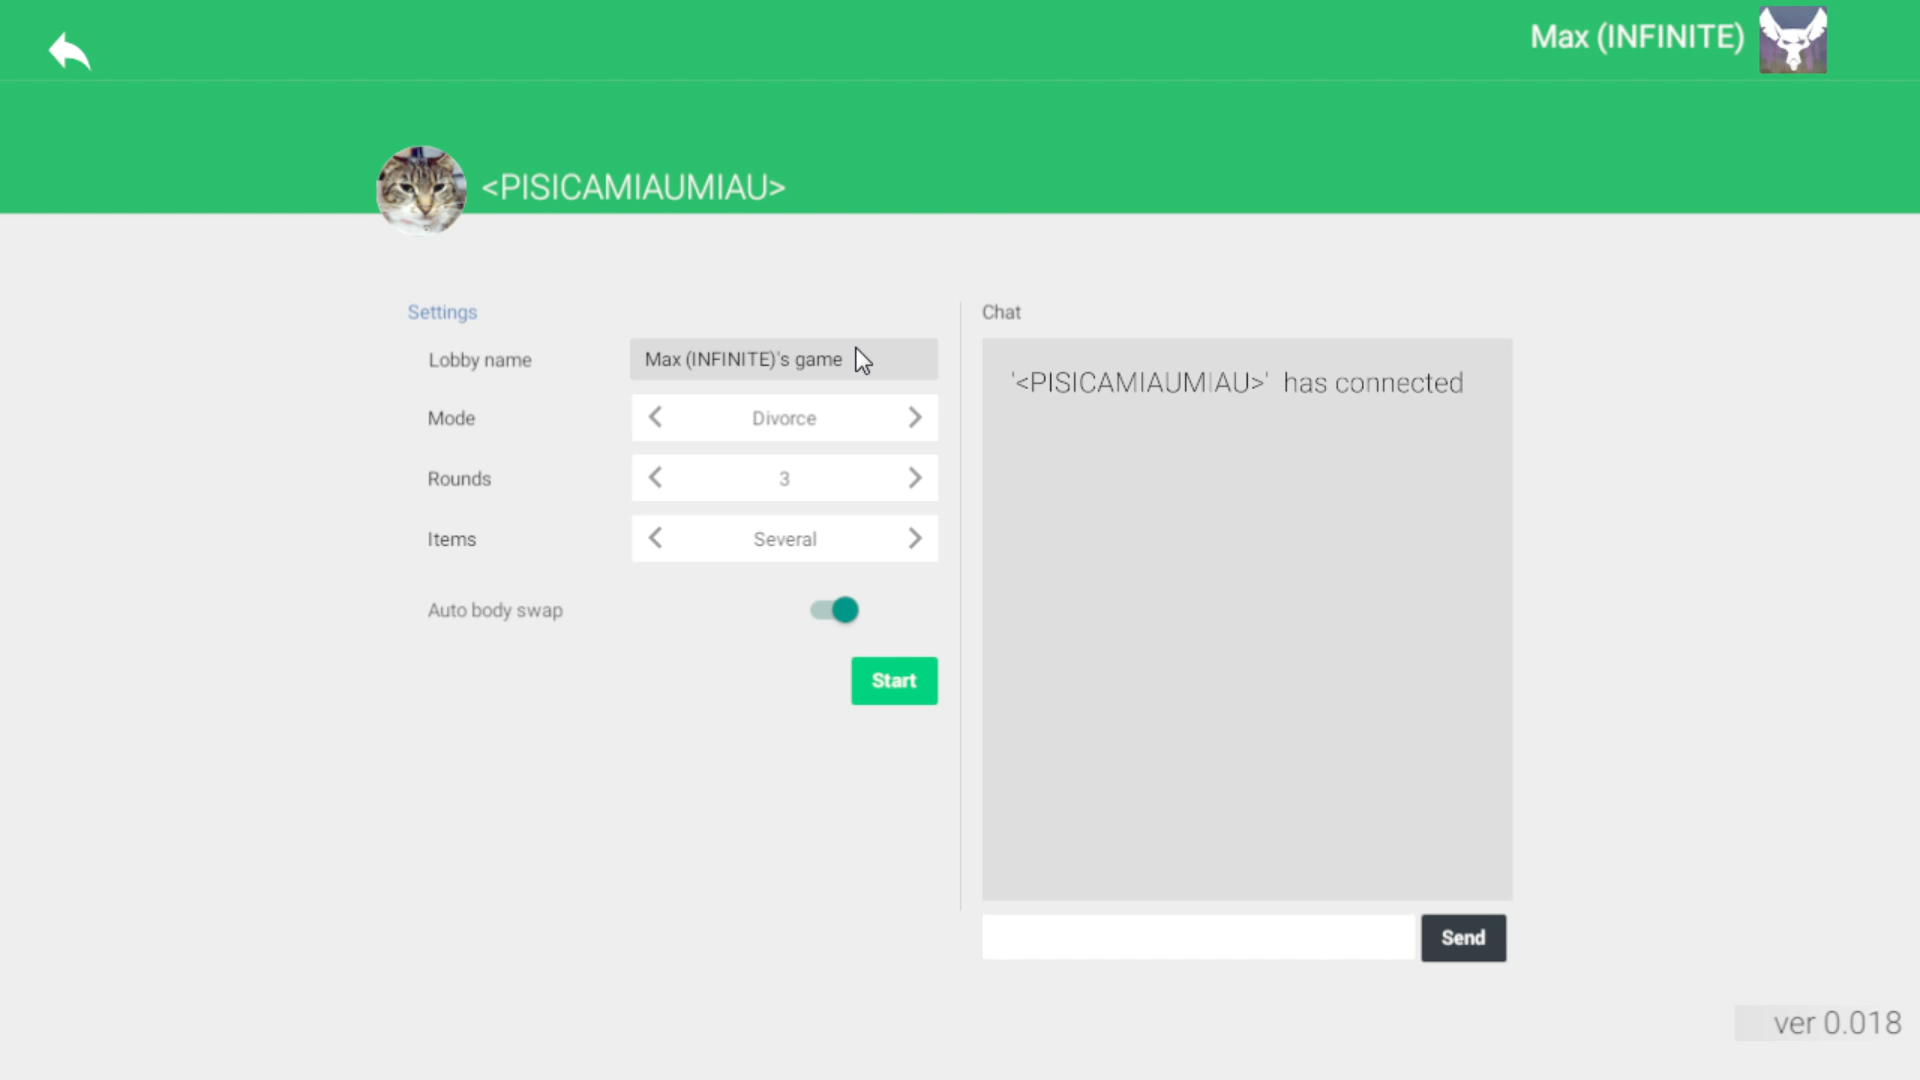 Max (INFINITE)
<PISICAMIAUMIAU>
Settings
Lobby name
Max (INFINITE)'s game
Mode
Divorce
Rounds
3
Items
Several
Auto body swap
Start
Chat
'<PISICAMIAUMIAU>' has connected
Send
ver 0.018